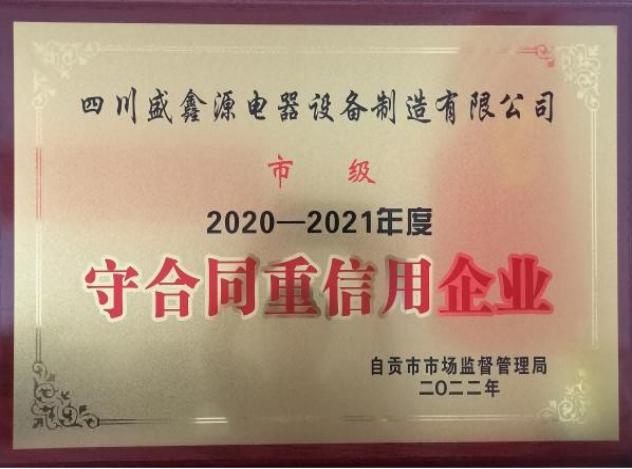 四川盛鑫源电器设备制造有限公司
市 级
2020—2021年度
守合同重信用企业
自贡市市场监督管理局
二〇二二年